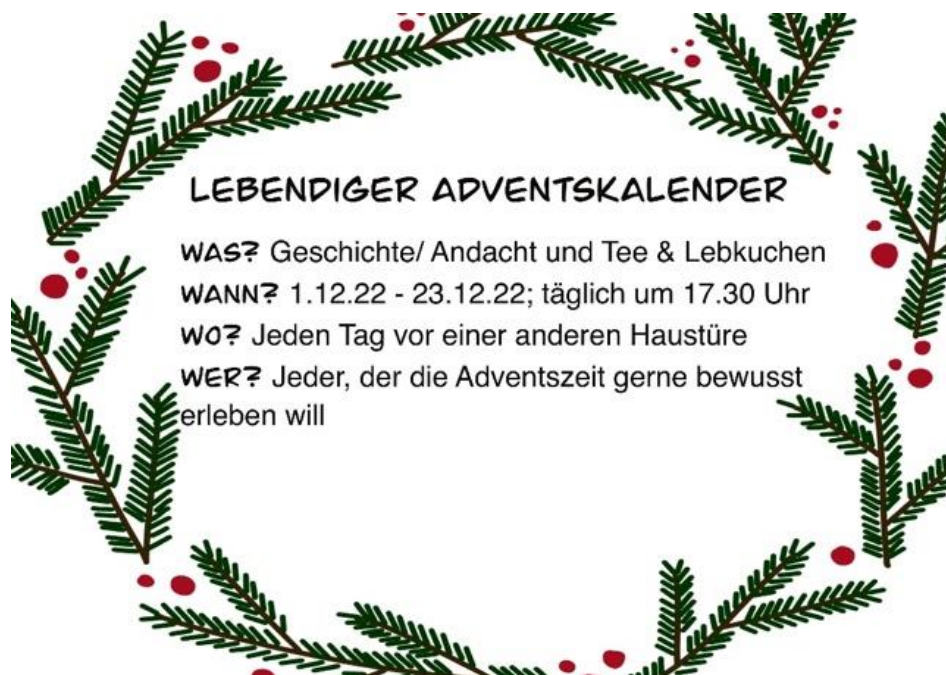 LEBENDIGER ADVENTSKALENDER
WAS? Geschichte/ Andacht und Tee & Lebkuchen
WANN? 1.12.22 - 23.12.22; täglich um 17.30 Uhr
WO? Jeden Tag vor einer anderen Haustüre
WER? Jeder, der die Adventszeit gerne bewusst
erleben will